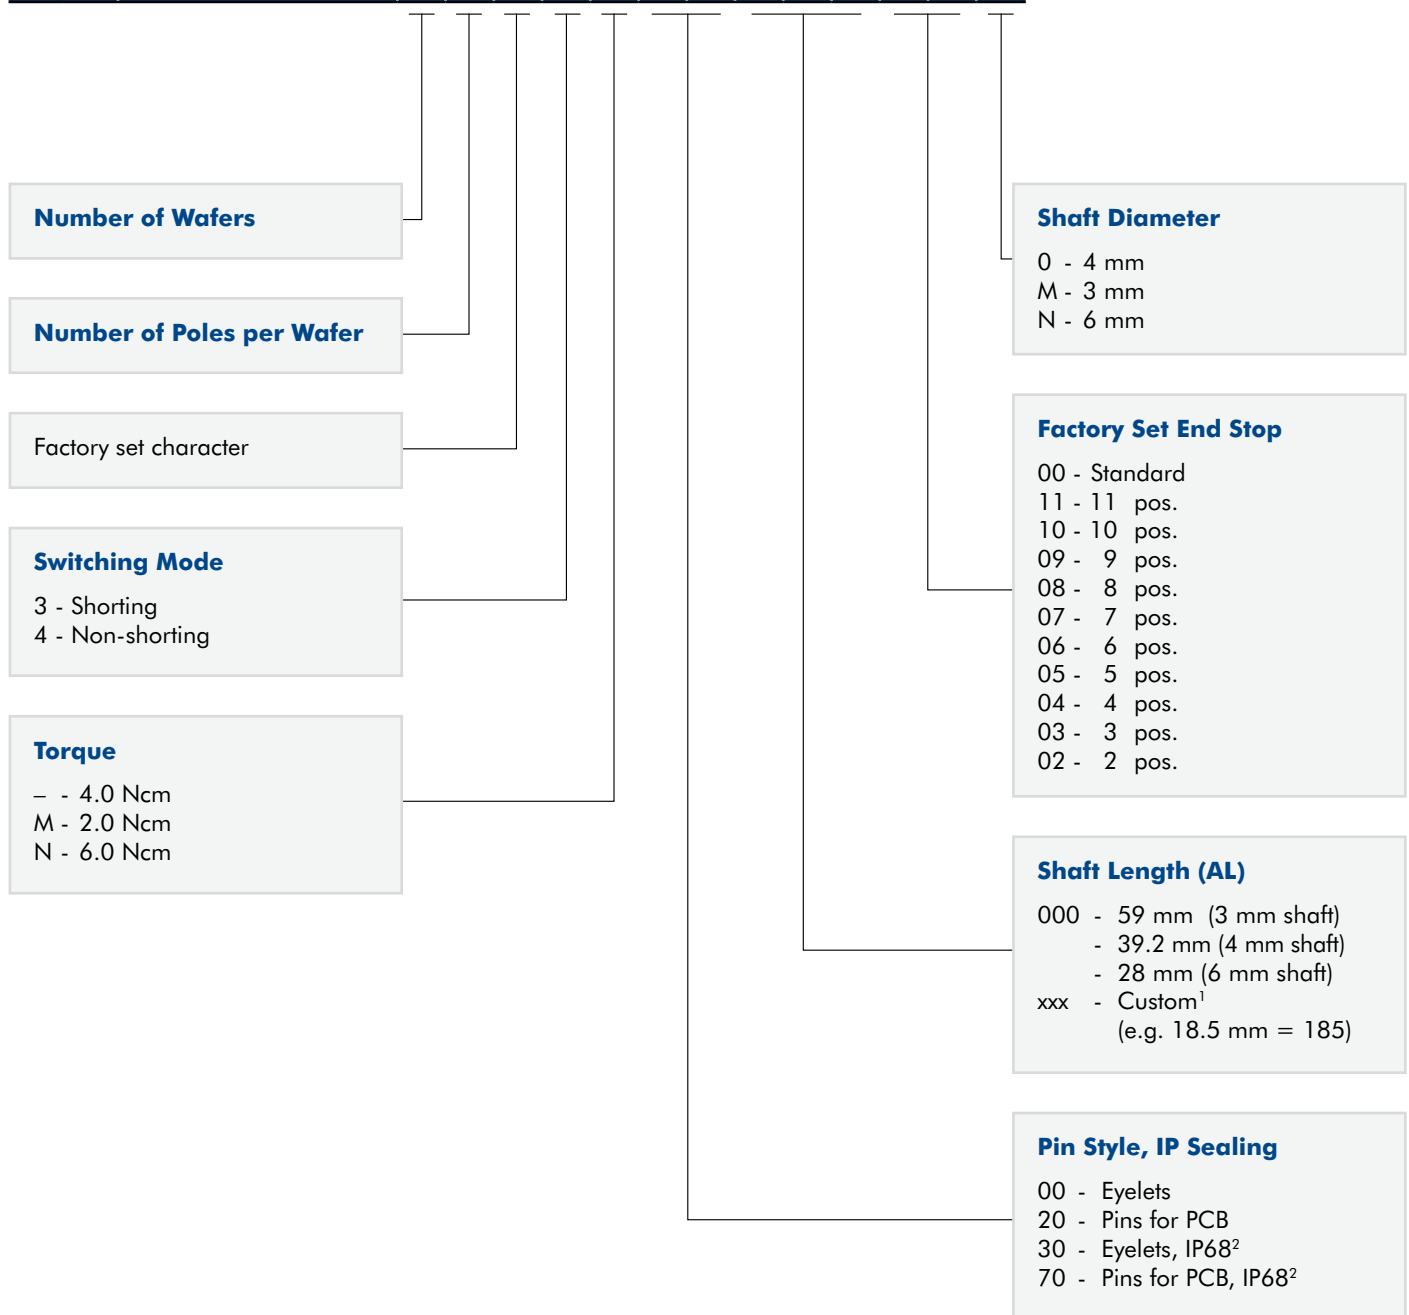 Number of Wafers
Number of Poles per Wafer
Factory set character
Switching Mode
3 - Shorting
4 - Non-shorting
Torque
– - 4.0 Ncm
M - 2.0 Ncm
N - 6.0 Ncm
Shaft Diameter
0 - 4 mm
M - 3 mm
N - 6 mm
Factory Set End Stop
00 - Standard
11 - 11 pos.
10 - 10 pos.
09 - 9 pos.
08 - 8 pos.
07 - 7 pos.
06 - 6 pos.
05 - 5 pos.
04 - 4 pos.
03 - 3 pos.
02 - 2 pos.
Shaft Length (AL)
000 - 59 mm (3 mm shaft)
- 39.2 mm (4 mm shaft)
- 28 mm (6 mm shaft)
xxx - Custom¹
(e.g. 18.5 mm = 185)
Pin Style, IP Sealing
00 - Eyelets
20 - Pins for PCB
30 - Eyelets, IP68²
70 - Pins for PCB, IP68²